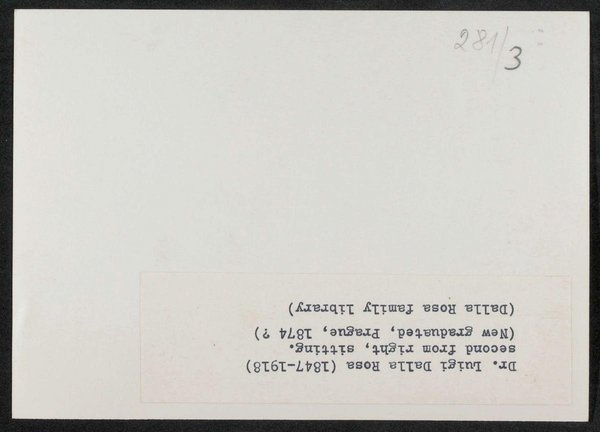 281/3
Dr. Luigi Dalla Rosa (1847-1918)
second from right, sitting.
(New graduated, Prague, 1874 ?)
(Dalla Rosa family library)